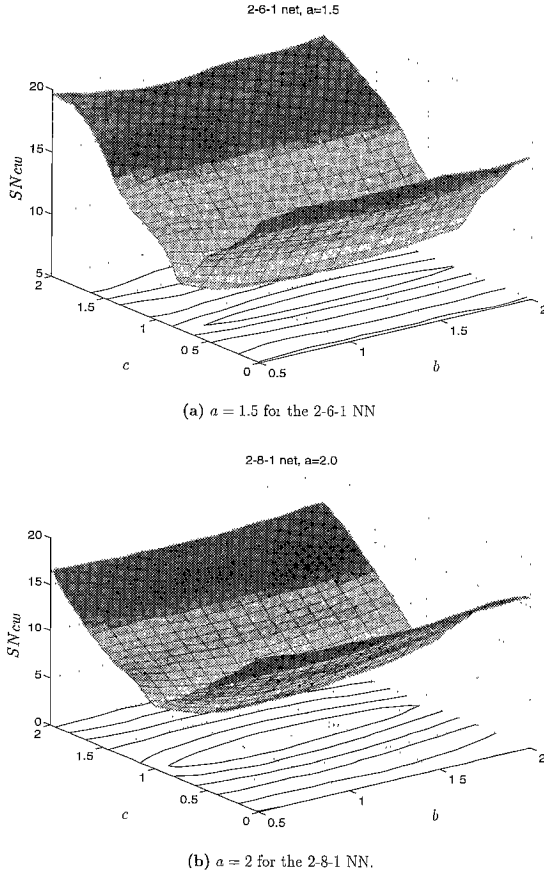 2-6-1 net, a=1.5
20
15
10
5
SNcw
2
1.5
1
0 5
0
c
0.5
1
1.5
2
b
(a) a = 1.5 for the 2-6-1 NN
2-8-1 net, a=2.0
20
15
10
5
0
SNcw
2
1.5
1
0.5
0
c
0.5
1
1 5
2
b
(b) a = 2 for the 2-8-1 NN.